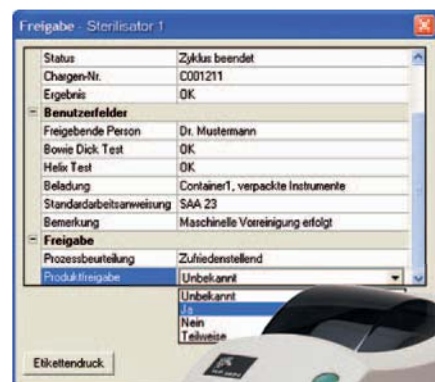 Freigabe - Sterilisator 1
Status Zyklus beendet
Chargen-Nr. C001211
Ergebnis OK
Benutzerfelder
Freigebende Person Dr. Mustermann
Bowie Dick Test OK
Helix Test OK
Beladung Container1, verpackte Instrumente
Standardarbeitsanweisung SAA 23
Bemerkung Maschinelle Vorreinigung erfolgt
Freigabe
Prozessbeurteilung Zufriedenstellend
Produktfreigabe Unbekannt
Unbekannt
Ja
Nein
Teilweise
Etikettendruck